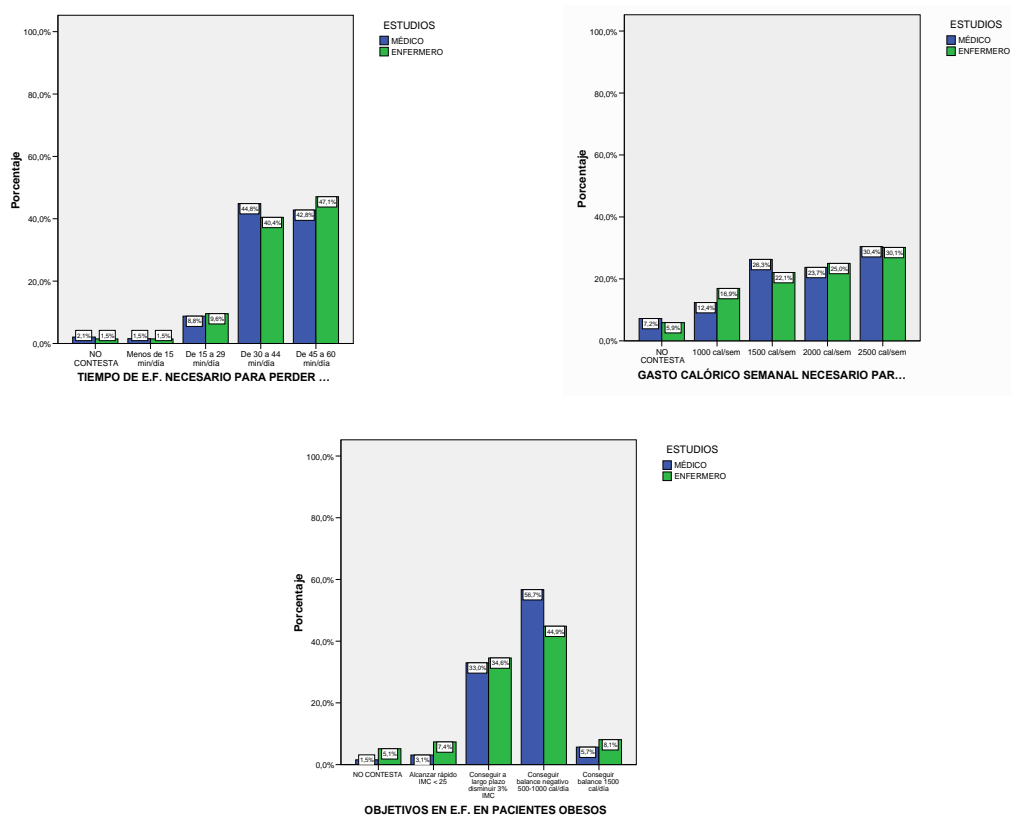 ESTUDIOS
MÉDICO
ENFERMERO
100,0%
80,0%
60,0%
40,0%
20,0%
0,0%
Porcentaje
2,1%
1,5%
1,5%
1,5%
8,8%
9,6%
44,8%
40,4%
42,8%
47,1%
NO CONTESTA
Menos de 15 min/día
De 15 a 29 min/día
De 30 a 44 min/día
De 45 a 60 min/día
TIEMPO DE E.F. NECESARIO PARA PERDER ...
ESTUDIOS
MÉDICO
ENFERMERO
100,0%
80,0%
60,0%
40,0%
20,0%
0,0%
Porcentaje
7,2%
5,9%
12,4%
16,9%
26,3%
22,1%
23,7%
25,0%
30,4%
30,1%
NO CONTESTA
1000 cal/sem
1500 cal/sem
2000 cal/sem
2500 cal/sem
GASTO CALÓRICO SEMANAL NECESARIO PAR...
ESTUDIOS
MÉDICO
ENFERMERO
100,0%
80,0%
60,0%
40,0%
20,0%
0,0%
Porcentaje
1,5%
5,1%
3,1%
7,4%
33,0%
34,6%
56,7%
44,9%
5,7%
8,1%
NO CONTESTA
Alcanzar rápido IMC < 25
Conseguir a largo plazo disminuir 3% IMC
Conseguir balance negativo 500-1000 cal/día
Conseguir balance 1500 cal/día
OBJETIVOS EN E.F. EN PACIENTES OBESOS